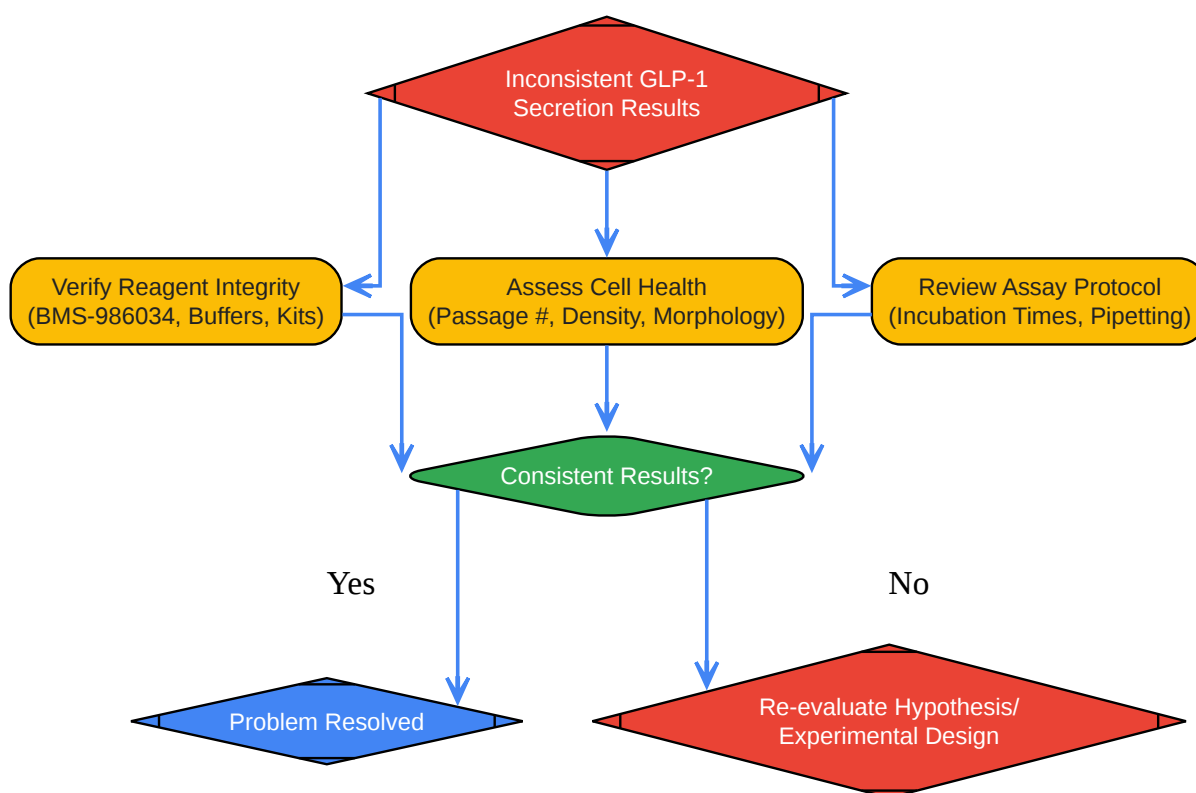 Inconsistent GLP-1
Secretion Results
Verify Reagent Integrity
(BMS-986034, Buffers, Kits)
Assess Cell Health
(Passage #, Density, Morphology)
Review Assay Protocol
(Incubation Times, Pipetting)
Consistent Results?
Yes
No
Problem Resolved
Re-evaluate Hypothesis/
Experimental Design